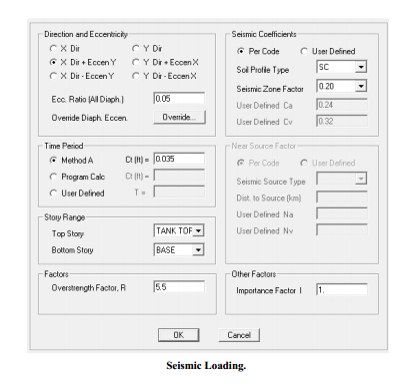 Direction and Eccentricity
X Dir
Y Dir
X Dir + Eccen Y
Y Dir + Eccen X
X Dir - Eccen Y
Y Dir - Eccen X
Ecc. Ratio (All Diaph.)
0.05
Override Diaph. Eccen.
Override...
Seismic Coefficients
Per Code
User Defined
Soil Profile Type
SC
Seismic Zone Factor
0.20
User Defined Ca
0.24
User Defined Cv
0.32
Time Period
Method A
Ct (ft) =
0.035
Program Calc
Ct (ft) =
User Defined
T =
Near Source Factor
Per Code
User Defined
Seismic Source Type
Dist. to Source (km)
User Defined Na
User Defined Nv
Story Range
Top Story
TANK TOF
Bottom Story
BASE
Factors
Overstrength Factor, R
5.5
Other Factors
Importance Factor I
1.
OK
Cancel
Seismic Loading.